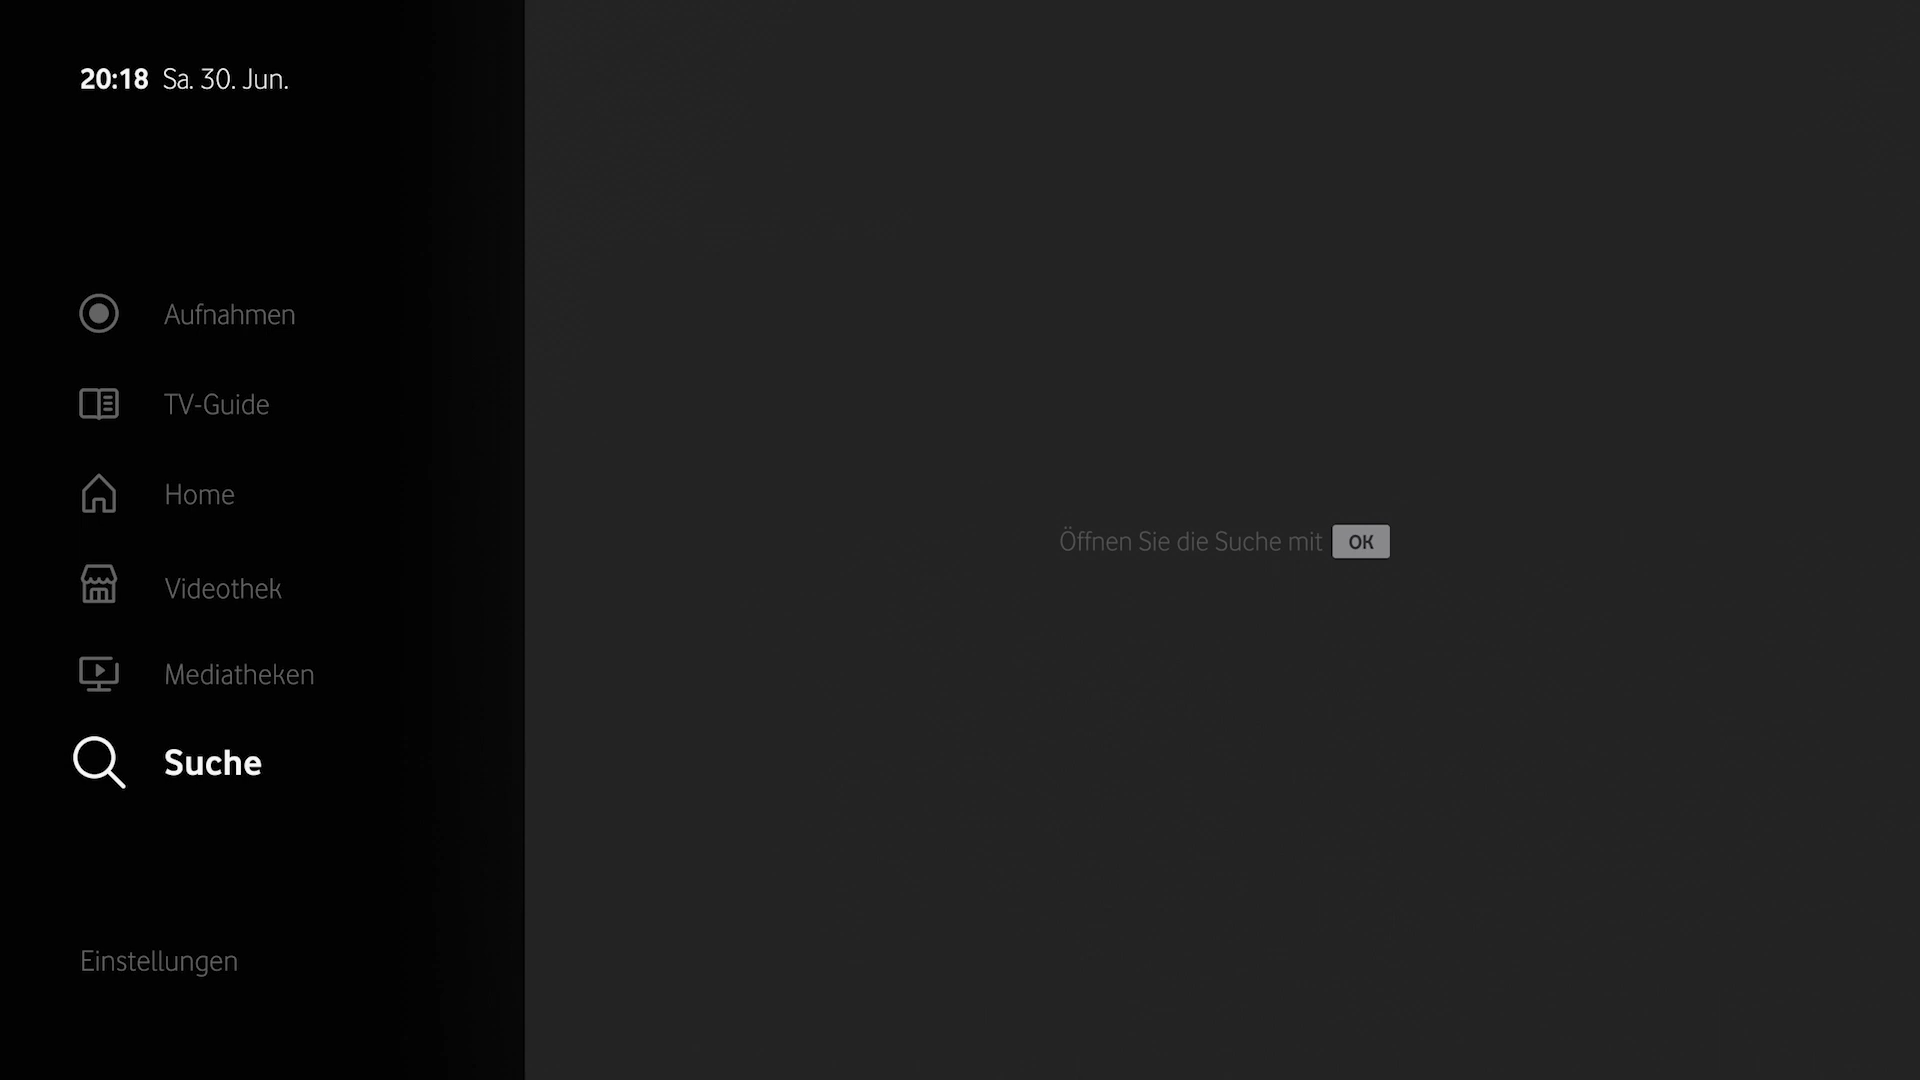 20:18 Sa. 30. Jun.
Aufnahmen
TV-Guide
Home
Videothek
Mediatheken
Suche
Einstellungen
Öffnen Sie die Suche mit OK